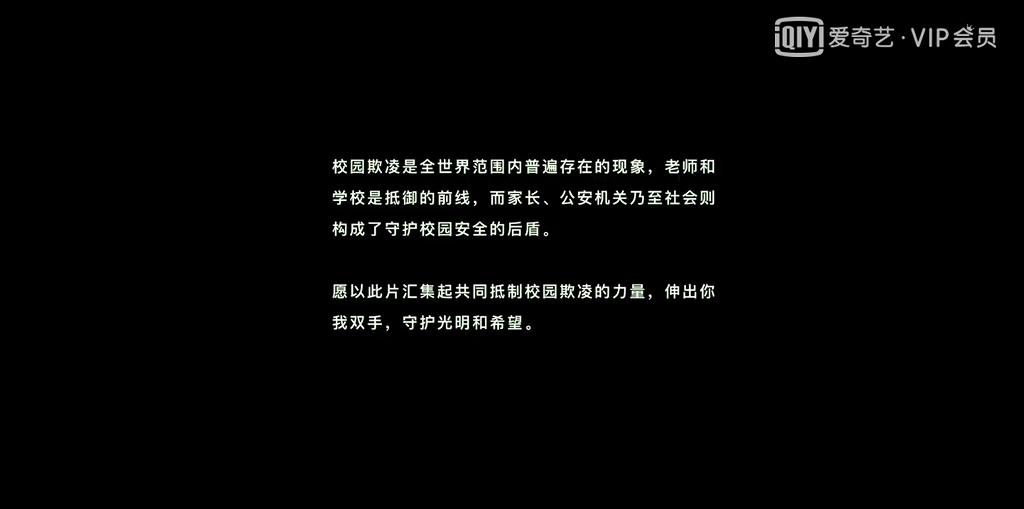 iQIYI 爱奇艺·VIP会员
校园欺凌是全世界范围内普遍存在的现象，老师和
学校是抵御的前线，而家长、公安机关乃至社会则
构成了守护校园安全的后盾。
愿以此片汇集起共同抵制校园欺凌的力量，伸出你
我双手，守护光明和希望。